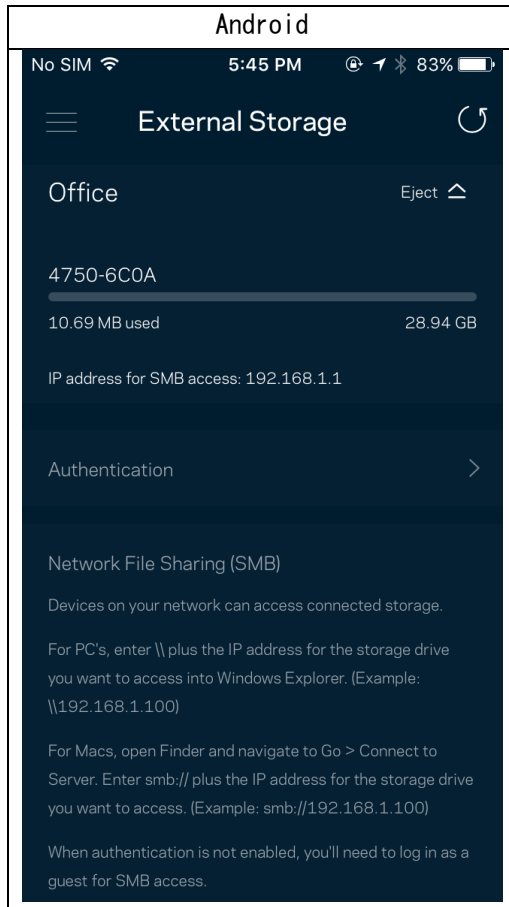 Android
No SIM 5:45 PM 83%
External Storage
Office Eject
4750-6C0A
10.69 MB used 28.94 GB
IP address for SMB access: 192.168.1.1
Authentication
Network File Sharing (SMB)
Devices on your network can access connected storage.
For PC's, enter \\ plus the IP address for the storage drive
you want to access into Windows Explorer. (Example:
\\192.168.1.100)
For Macs, open Finder and navigate to Go > Connect to
Server. Enter smb:// plus the IP address for the storage drive
you want to access. (Example: smb://192.168.1.100)
When authentication is not enabled, you'll need to log in as a
guest for SMB access.